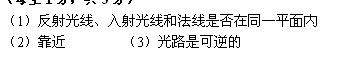 （1）反射光线、入射光线和法线是否在同一平面内
（2）靠近　　　（3）光路是可逆的